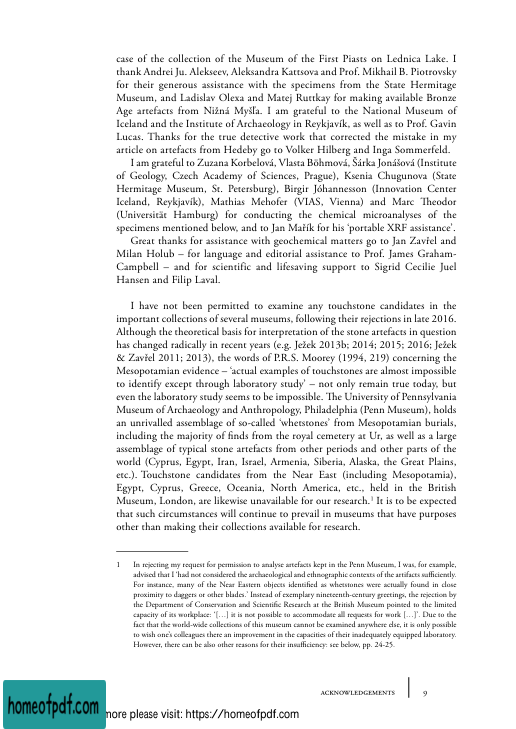 case of the collection of the Museum of the First Piasts on Lednica Lake. I
thank Andrei Ju. Alekseev, Aleksandra Kattsova and Prof. Mikhail B. Piotrovsky
for their generous assistance with the specimens from the State Hermitage
Museum, and Ladislav Olexa and Matej Ruttkay for making available Bronze
Age artefacts from Nižná Myšľa. I am grateful to the National Museum of
Iceland and the Institute of Archaeology in Reykjavík, as well as to Prof. Gavin
Lucas. Thanks for the true detective work that corrected the mistake in my
article on artefacts from Hedeby go to Volker Hilberg and Inga Sommerfeld.
I am grateful to Zuzana Korbelová, Vlasta Böhmová, Šárka Jonášová (Institute
of Geology, Czech Academy of Sciences, Prague), Ksenia Chugunova (State
Hermitage Museum, St. Petersburg), Birgir Jóhannesson (Innovation Center
Iceland, Reykjavík), Mathias Mehofer (VIAS, Vienna) and Marc Theodor
(Universität Hamburg) for conducting the chemical microanalyses of the
specimens mentioned below, and to Jan Mařík for his ‘portable XRF assistance’.
Great thanks for assistance with geochemical matters go to Jan Zavřel and
Milan Holub – for language and editorial assistance to Prof. James Graham-
Campbell – and for scientific and lifesaving support to Sigrid Cecilie Juel
Hansen and Filip Laval.
I have not been permitted to examine any touchstone candidates in the
important collections of several museums, following their rejections in late 2016.
Although the theoretical basis for interpretation of the stone artefacts in question
has changed radically in recent years (e.g. Ježek 2013b; 2014; 2015; 2016; Ježek
& Zavřel 2011; 2013), the words of P.R.S. Moorey (1994, 219) concerning the
Mesopotamian evidence – ‘actual examples of touchstones are almost impossible
to identify except through laboratory study’ – not only remain true today, but
even the laboratory study seems to be impossible. The University of Pennsylvania
Museum of Archaeology and Anthropology, Philadelphia (Penn Museum), holds
an unrivalled assemblage of so-called ‘whetstones’ from Mesopotamian burials,
including the majority of finds from the royal cemetery at Ur, as well as a large
assemblage of typical stone artefacts from other periods and other parts of the
world (Cyprus, Egypt, Iran, Israel, Armenia, Siberia, Alaska, the Great Plains,
etc.). Touchstone candidates from the Near East (including Mesopotamia),
Egypt, Cyprus, Greece, Oceania, North America, etc., held in the British
Museum, London, are likewise unavailable for our research.1 It is to be expected
that such circumstances will continue to prevail in museums that have purposes
other than making their collections available for research.
1 In rejecting my request for permission to analyse artefacts kept in the Penn Museum, I was, for example,
advised that I ‘had not considered the archaeological and ethnographic contexts of the artifacts sufficiently.
For instance, many of the Near Eastern objects identified as whetstones were actually found in close
proximity to daggers or other blades.’ Instead of exemplary nineteenth-century greetings, the rejection by
the Department of Conservation and Scientific Research at the British Museum pointed to the limited
capacity of its workplace: ‘[…] it is not possible to accommodate all requests for work […]’. Due to the
fact that the world-wide collections of this museum cannot be examined anywhere else, it is only possible
to wish one’s colleagues there an improvement in the capacities of their inadequately equipped laboratory.
However, there can be also other reasons for their insufficiency: see below, pp. 24-25.
ACKNOWLEDGEMENTS 9
homeofpdf.com
more please visit: https://homeofpdf.com